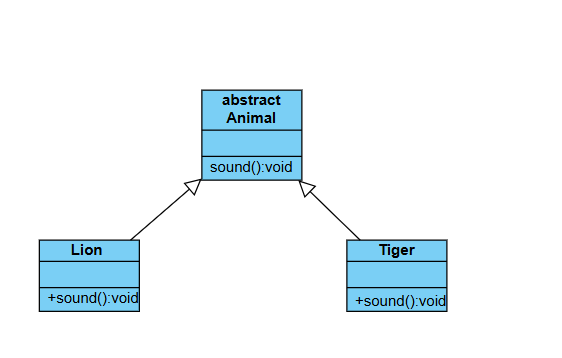 abstract
Animal
sound():void
Lion
+sound():void
Tiger
+sound():void